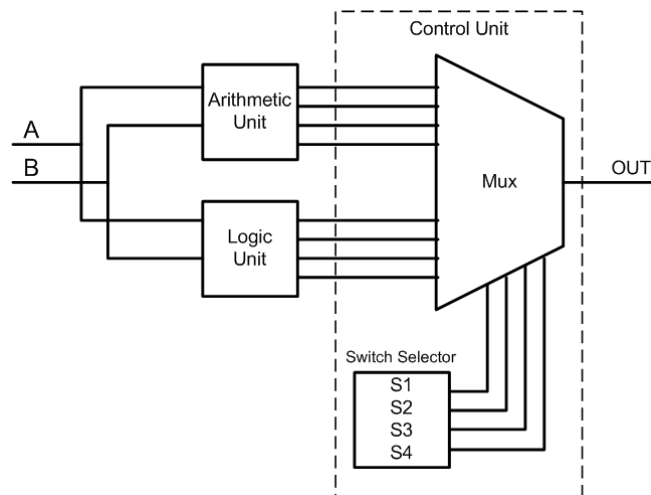 Control Unit
Arithmetic
Unit
A
B
Mux
OUT
Logic
Unit
Switch Selector
S1
S2
S3
S4